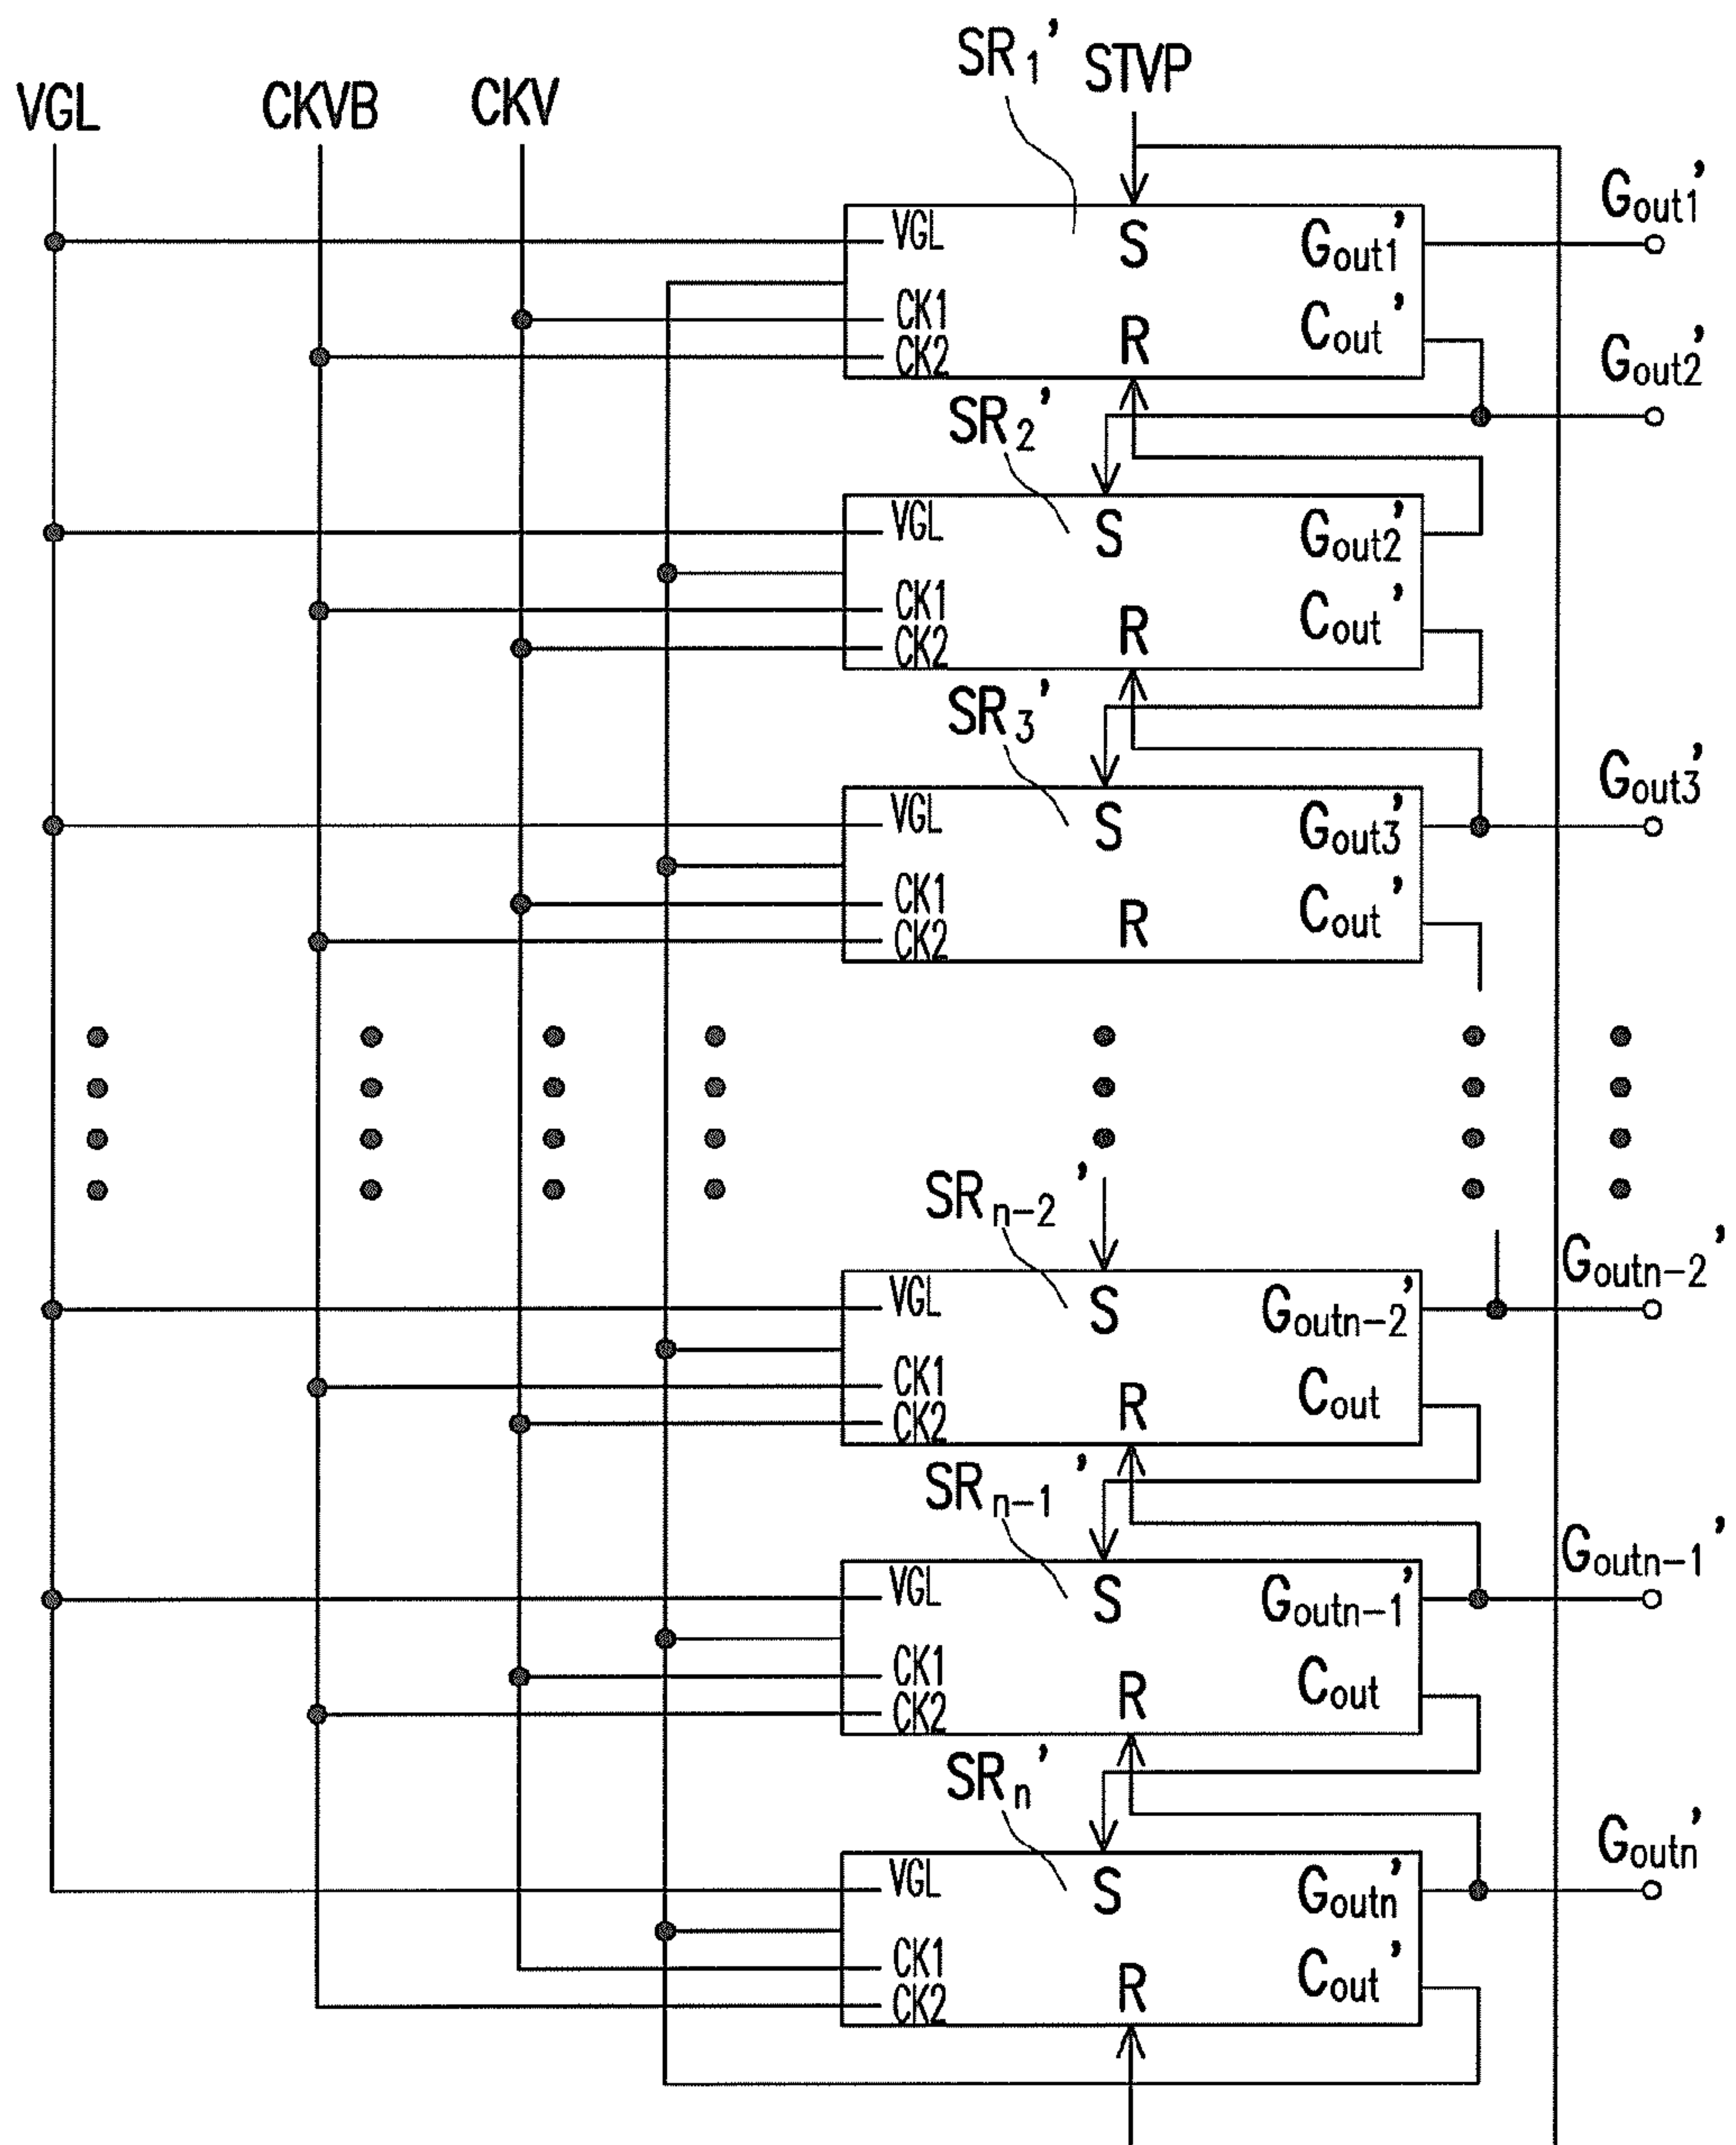 SR1' STVP
VGL CKVB CKV
Gout1'
VGL S Gout1'
CK1 R Cout'
CK2
Gout2'
SR2'
VGL S Gout2'
CK1 R Cout'
CK2
SR3'
Gout3'
VGL S Gout3'
CK1 R Cout'
CK2
SRn-2'
Goutn-2'
VGL S Goutn-2'
CK1 R Cout
CK2
SRn-1'
Goutn-1'
VGL S Goutn-1'
CK1 R Cout
CK2
SRn'
Goutn'
VGL S Goutn'
CK1 R Cout'
CK2